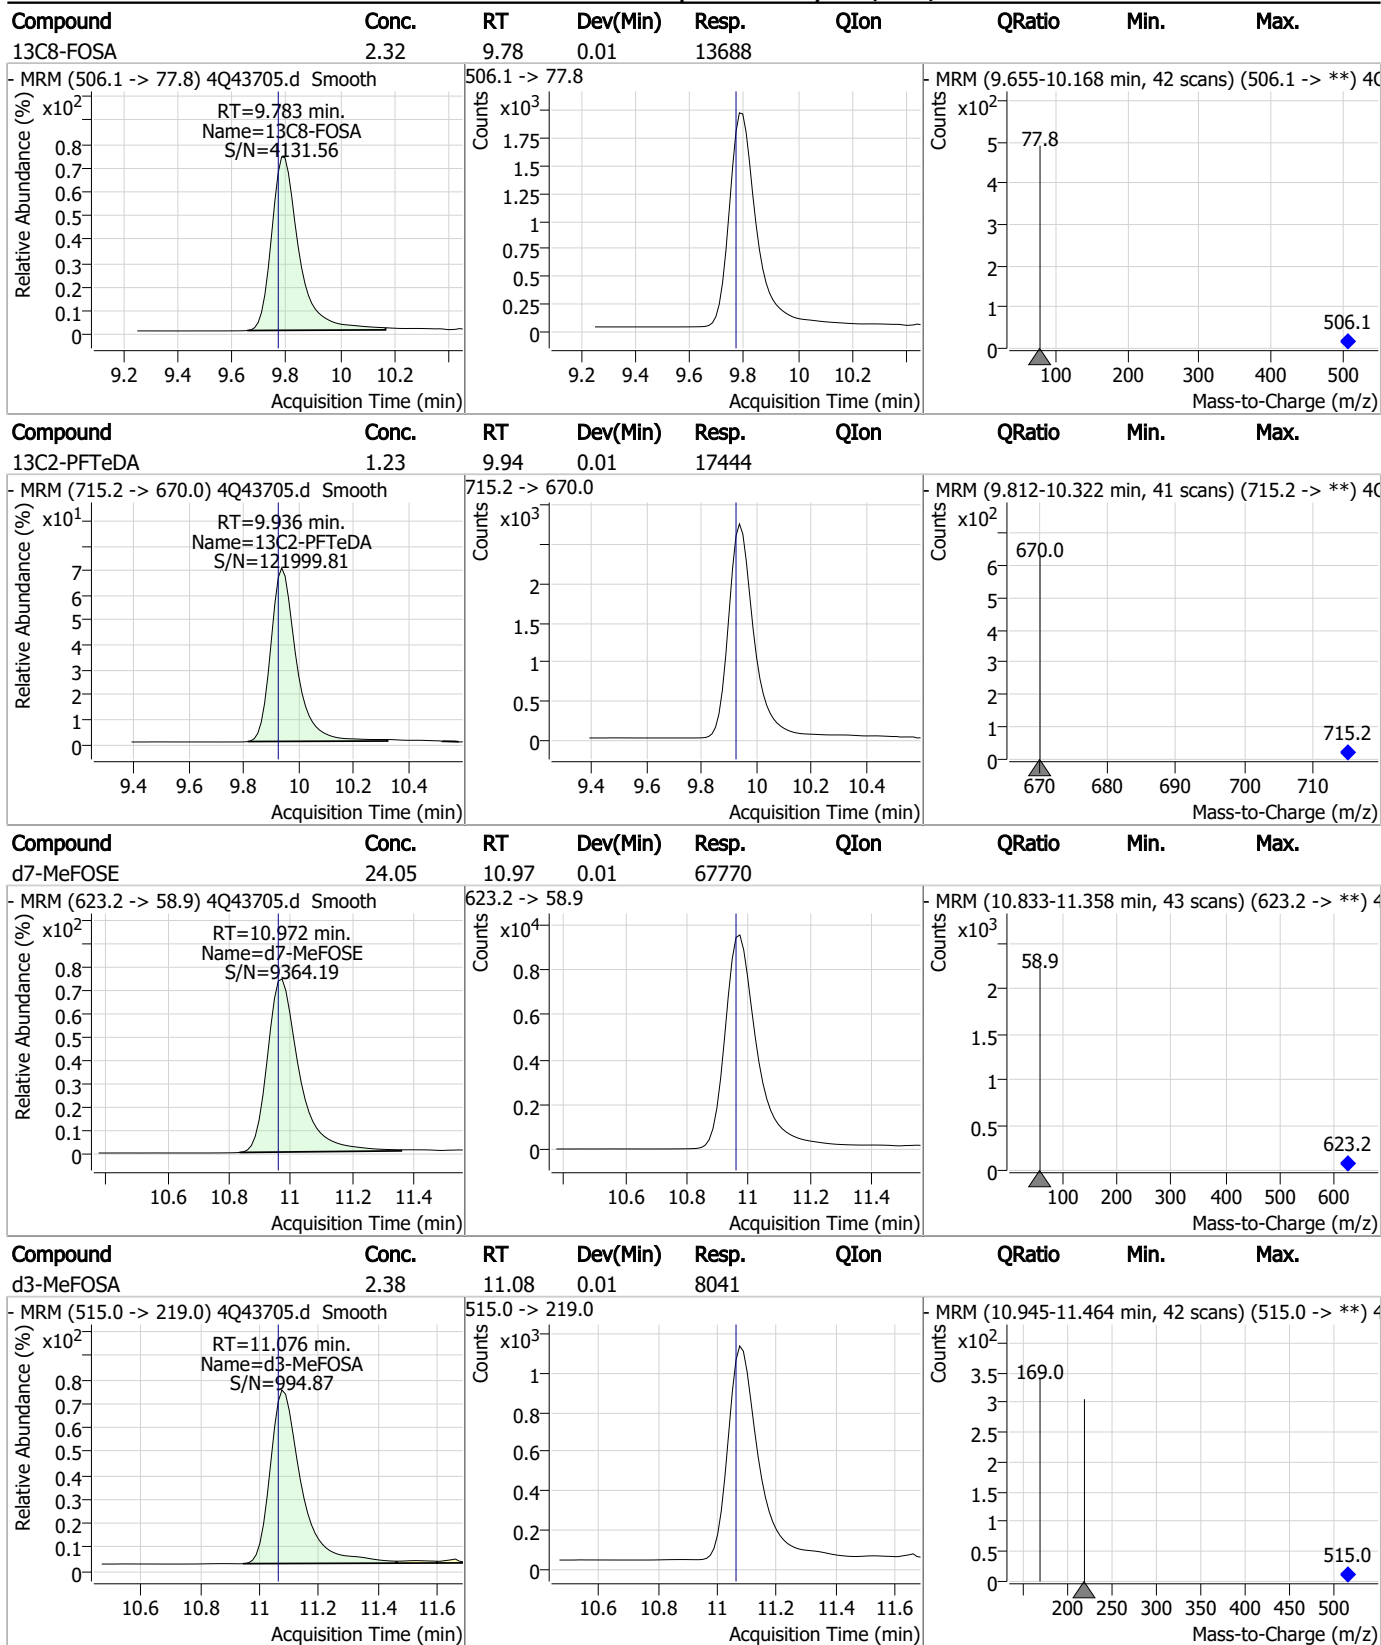 Compound Conc. RT Dev(Min) Resp. QIon QRatio Min. Max.
13C8-FOSA 2.32 9.78 0.01 13688
- MRM (506.1 -> 77.8) 4Q43705.d Smooth 506.1 -> 77.8 - MRM (9.655-10.168 min, 42 scans) (506.1 -> **)
Relative Abundance (%) x10² 0.8 0.7 0.6 0.5 0.4 0.3 0.2 0.1 0
RT=9.783 min.
Name=13C8-FOSA
S/N=4131.56
9.2 9.4 9.6 9.8 10 10.2
Acquisition Time (min)
Counts x10³ 1.75 1.5 1.25 1 0.75 0.5 0.25 0
9.2 9.4 9.6 9.8 10 10.2
Acquisition Time (min)
Counts x10² 5 4 3 2 1 0
77.8
506.1
100 200 300 400 500
Mass-to-Charge (m/z)
Compound Conc. RT Dev(Min) Resp. QIon QRatio Min. Max.
13C2-PFTeDA 1.23 9.94 0.01 17444
- MRM (715.2 -> 670.0) 4Q43705.d Smooth 715.2 -> 670.0 - MRM (9.812-10.322 min, 41 scans) (715.2 -> **)
Relative Abundance (%) x10¹ 7 6 5 4 3 2 1 0
RT=9.936 min.
Name=13C2-PFTeDA
S/N=121999.81
9.4 9.6 9.8 10 10.2 10.4
Acquisition Time (min)
Counts x10³ 2 1.5 1 0.5 0
9.4 9.6 9.8 10 10.2 10.4
Acquisition Time (min)
Counts x10² 6 5 4 3 2 1 0
670.0
715.2
670 680 690 700 710
Mass-to-Charge (m/z)
Compound Conc. RT Dev(Min) Resp. QIon QRatio Min. Max.
d7-MeFOSE 24.05 10.97 0.01 67770
- MRM (623.2 -> 58.9) 4Q43705.d Smooth 623.2 -> 58.9 - MRM (10.833-11.358 min, 43 scans) (623.2 -> **)
Relative Abundance (%) x10² 0.8 0.7 0.6 0.5 0.4 0.3 0.2 0.1 0
RT=10.972 min.
Name=d7-MeFOSE
S/N=9364.19
10.6 10.8 11 11.2 11.4
Acquisition Time (min)
Counts x10⁴ 0.8 0.6 0.4 0.2 0
10.6 10.8 11 11.2 11.4
Acquisition Time (min)
Counts x10³ 2 1.5 1 0.5 0
58.9
623.2
100 200 300 400 500 600
Mass-to-Charge (m/z)
Compound Conc. RT Dev(Min) Resp. QIon QRatio Min. Max.
d3-MeFOSA 2.38 11.08 0.01 8041
- MRM (515.0 -> 219.0) 4Q43705.d Smooth 515.0 -> 219.0 - MRM (10.945-11.464 min, 42 scans) (515.0 -> **)
Relative Abundance (%) x10² 0.8 0.7 0.6 0.5 0.4 0.3 0.2 0.1 0
RT=11.076 min.
Name=d3-MeFOSA
S/N=994.87
10.6 10.8 11 11.2 11.4 11.6
Acquisition Time (min)
Counts x10³ 1 0.8 0.6 0.4 0.2 0
10.6 10.8 11 11.2 11.4 11.6
Acquisition Time (min)
Counts x10² 3.5 3 2.5 2 1.5 1 0.5 0
169.0
515.0
200 250 300 350 400 450 500
Mass-to-Charge (m/z)